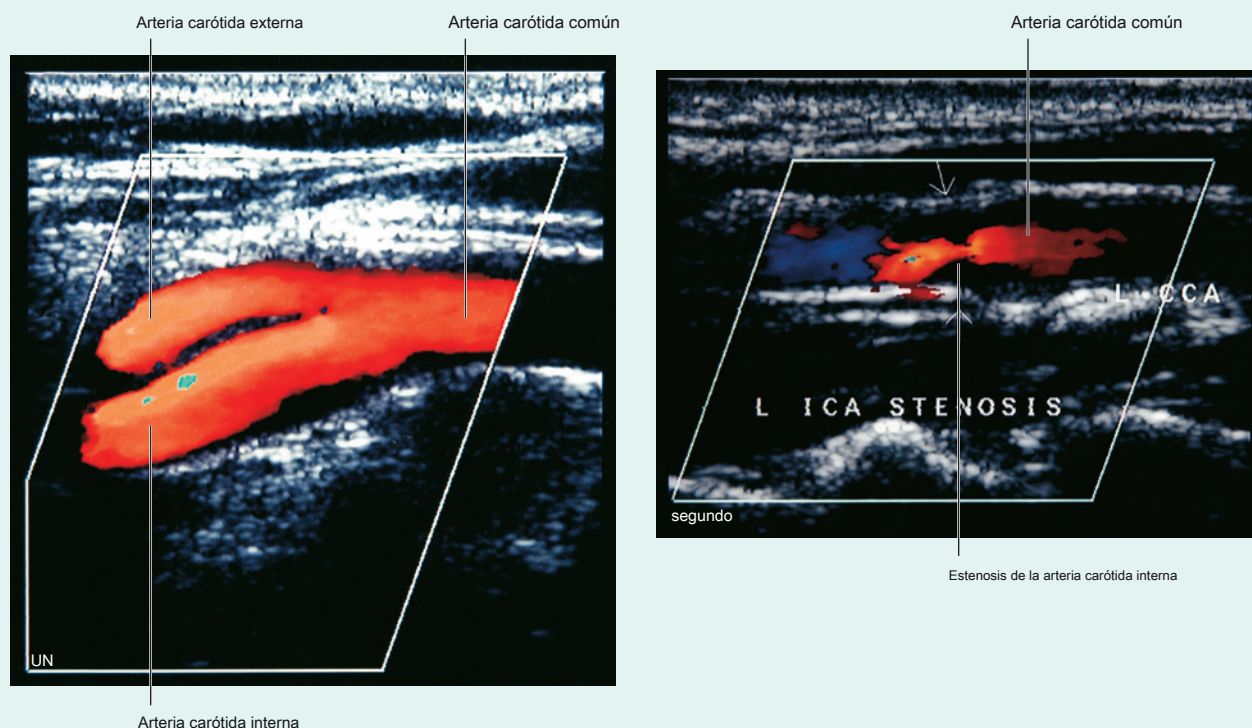 Arteria carótida externa
Arteria carótida común
Arteria carótida común
L CCA
L ICA STENOSIS
segundo
Estenosis de la arteria carótida interna
UN
Arteria carótida interna